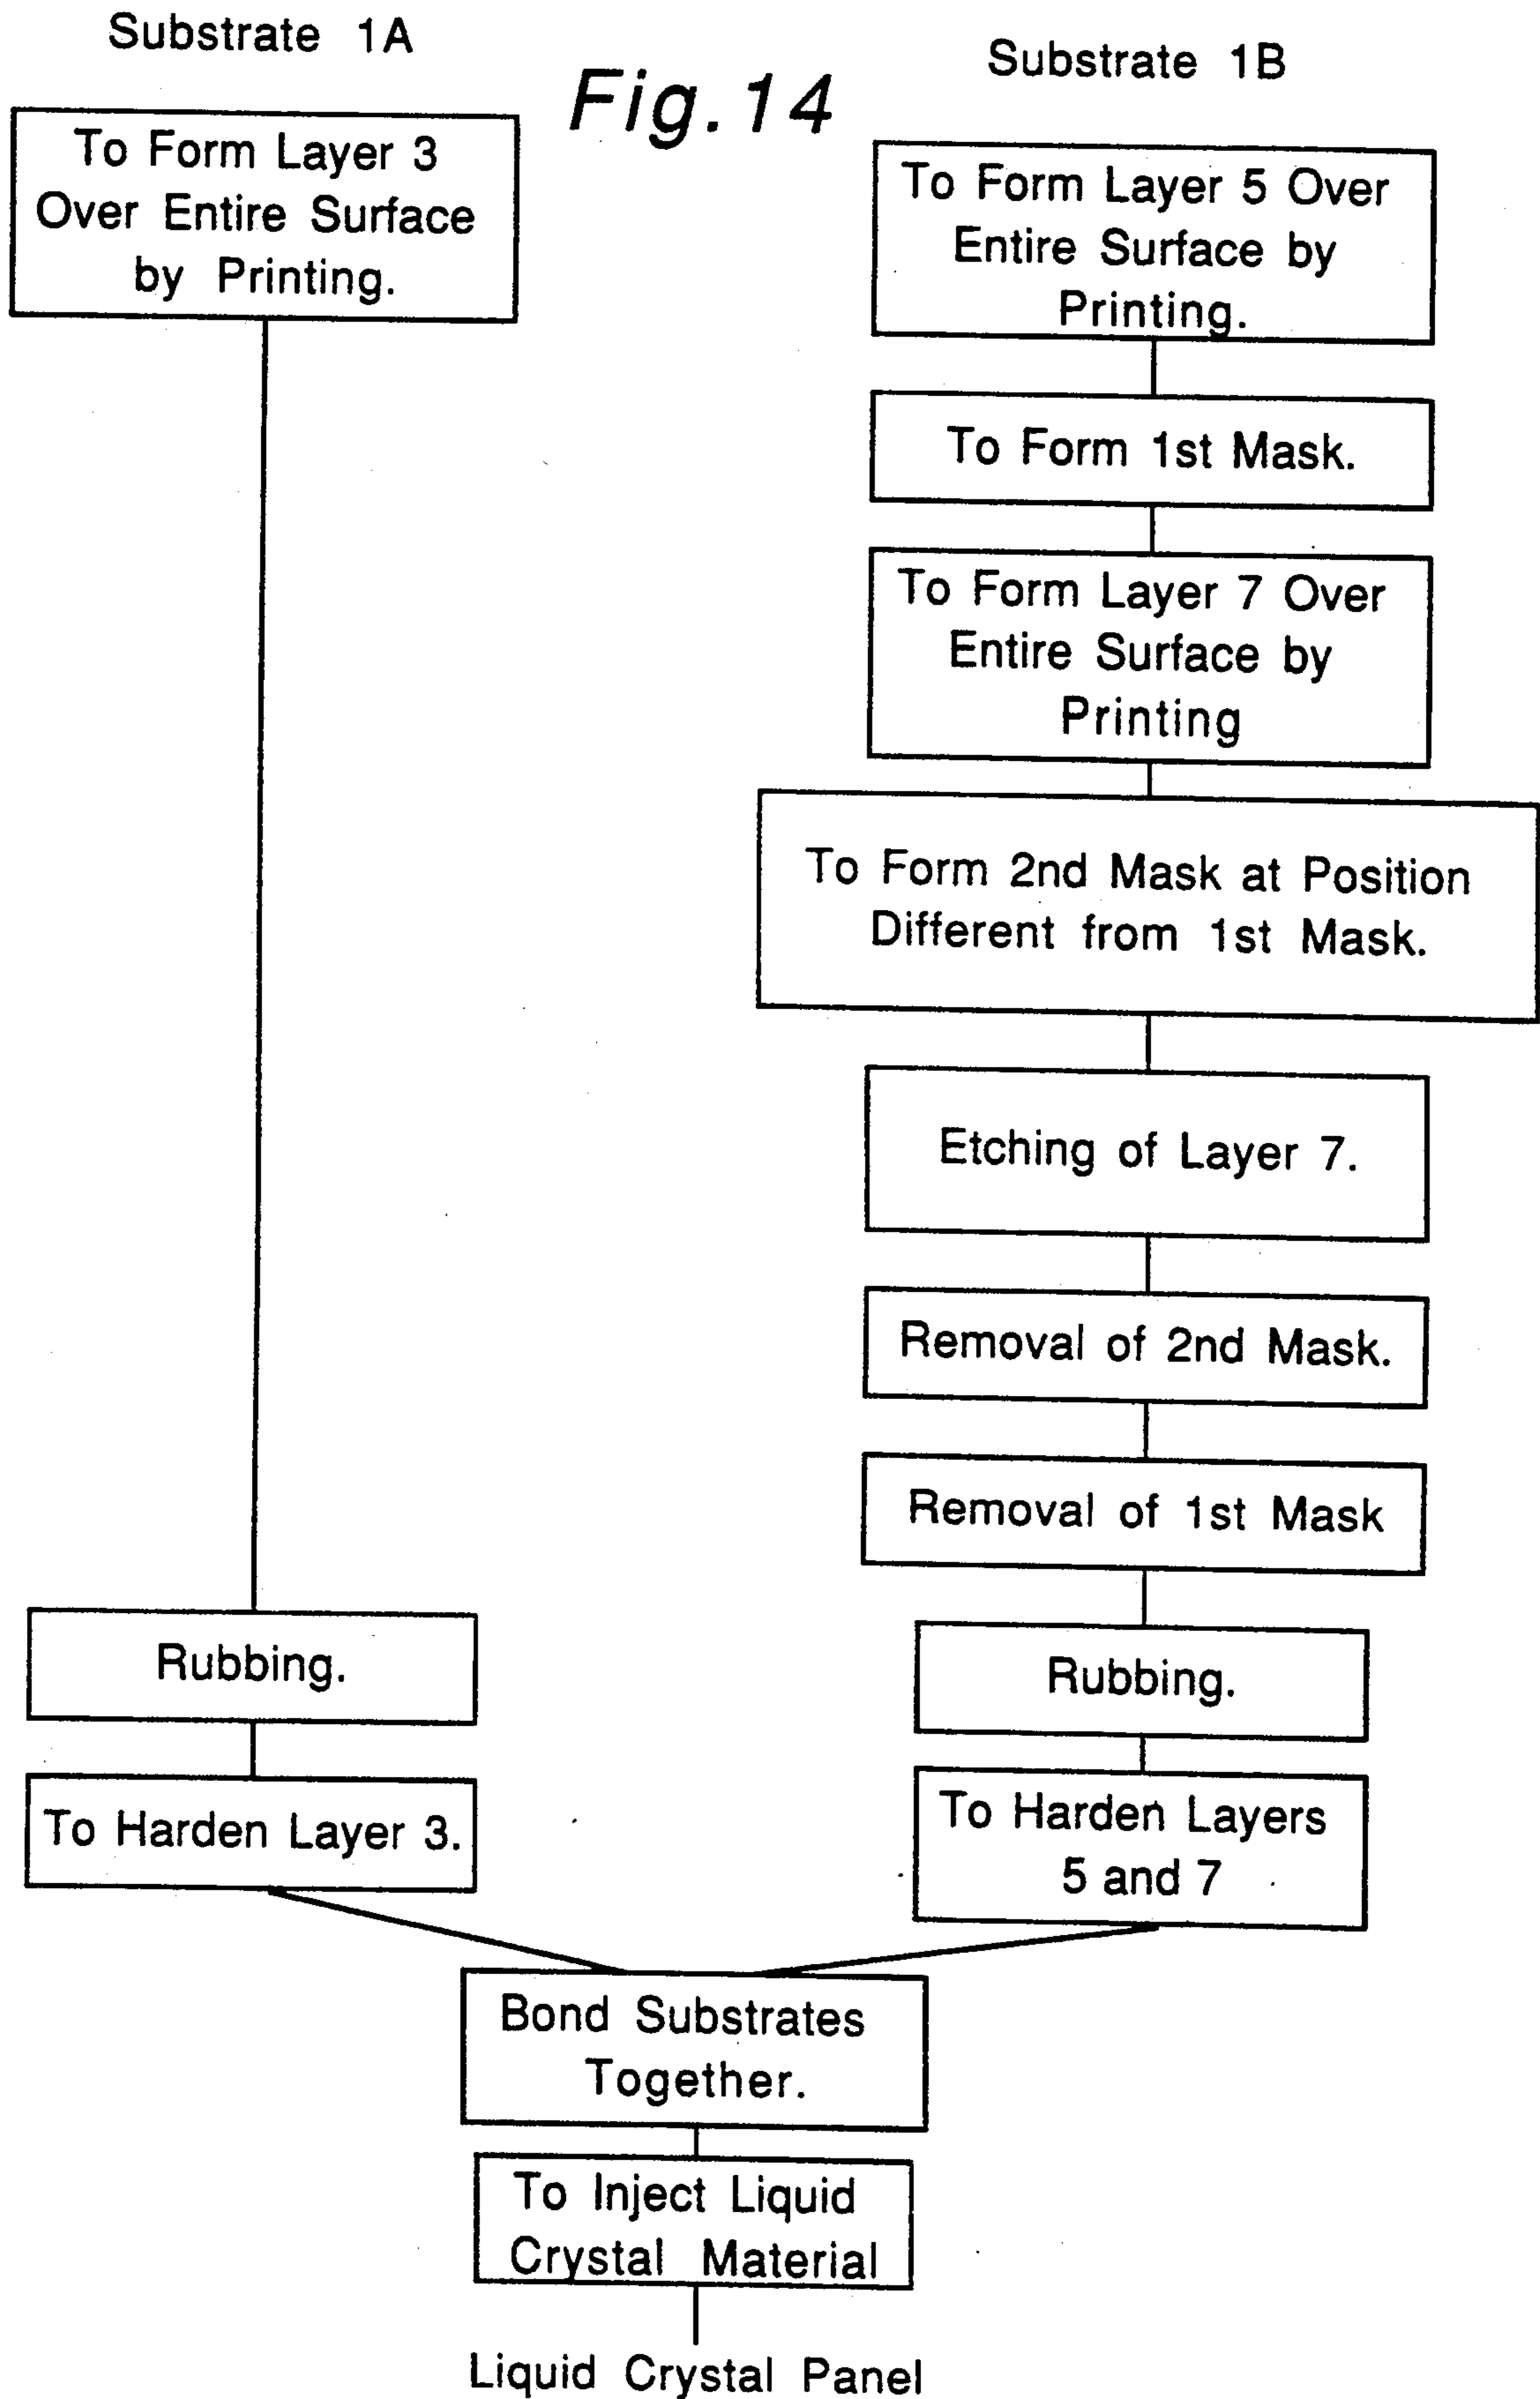 Substrate 1A
Fig.14
Substrate 1B
To Form Layer 3
Over Entire Surface
by Printing.
To Form Layer 5 Over
Entire Surface by
Printing.
To Form 1st Mask.
To Form Layer 7 Over
Entire Surface by
Printing
To Form 2nd Mask at Position
Different from 1st Mask.
Etching of Layer 7.
Removal of 2nd Mask.
Removal of 1st Mask
Rubbing.
Rubbing.
To Harden Layer 3.
To Harden Layers
5 and 7
Bond Substrates
Together.
To Inject Liquid
Crystal Material
Liquid Crystal Panel